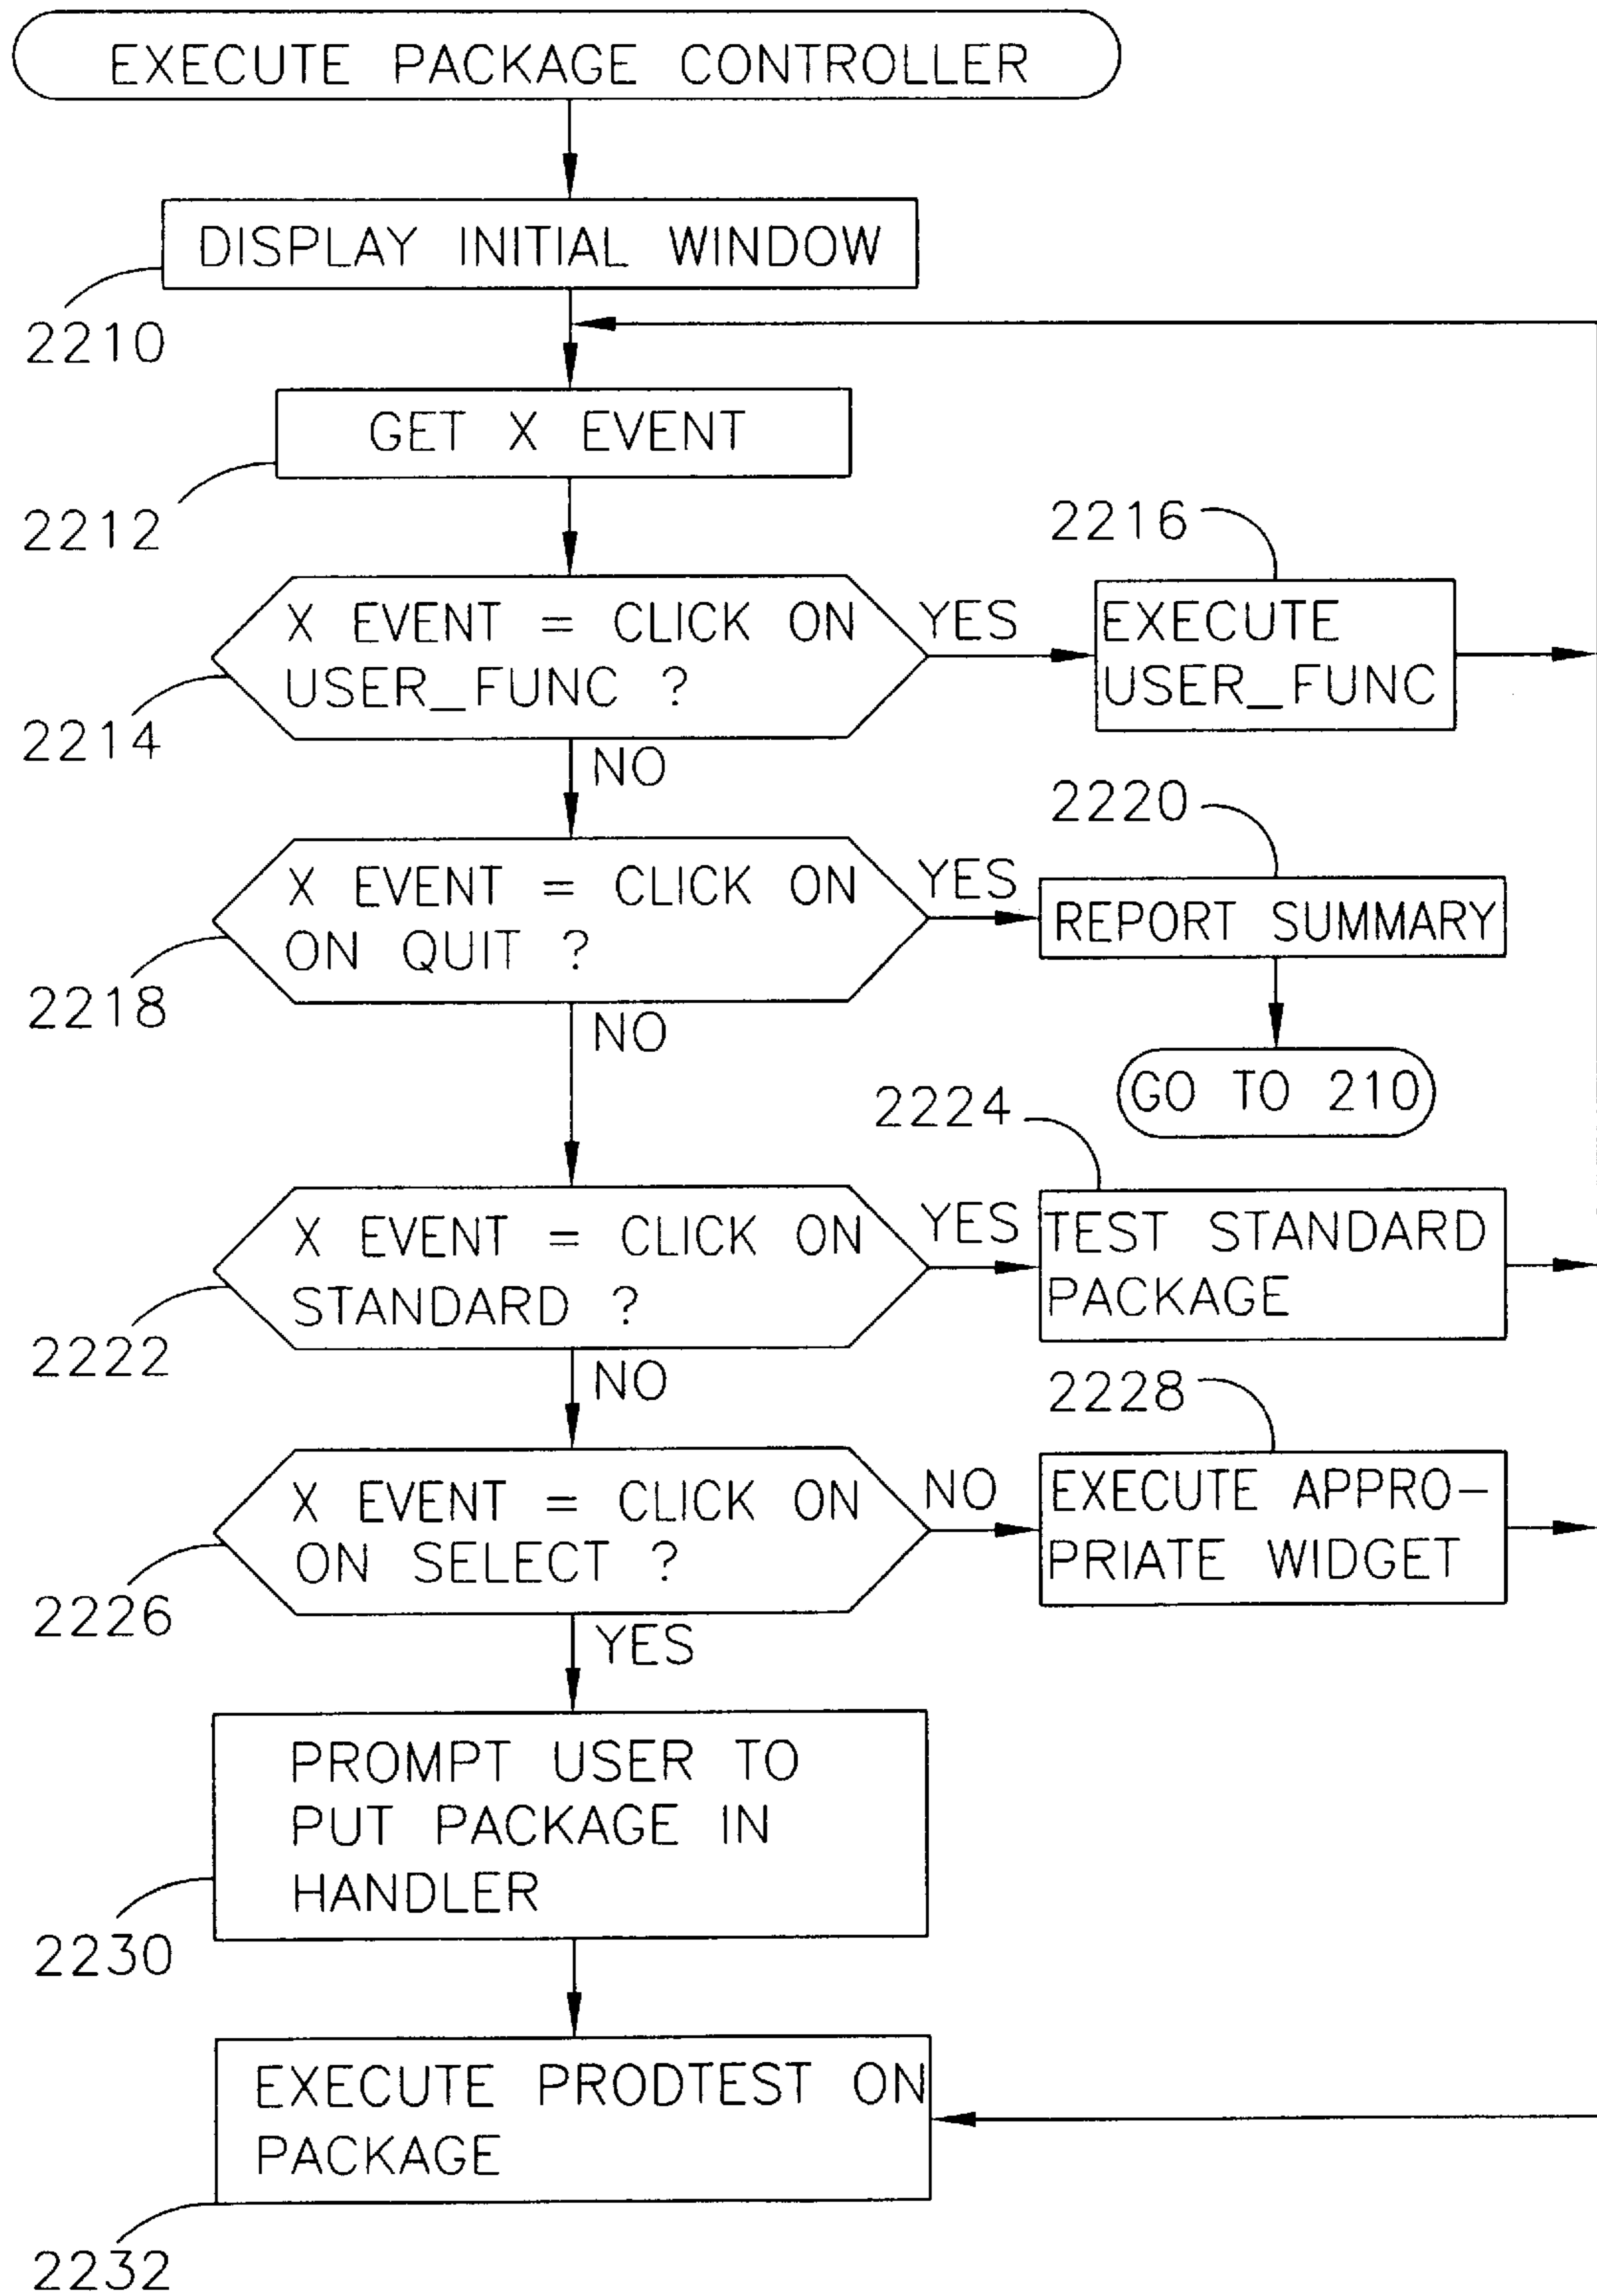 EXECUTE PACKAGE CONTROLLER
DISPLAY INITIAL WINDOW
2210
GET X EVENT
2212
2216
X EVENT = CLICK ON
USER_FUNC ?
YES
EXECUTE
USER_FUNC
2214
NO
2220
X EVENT = CLICK ON
ON QUIT ?
YES
REPORT SUMMARY
2218
NO
GO TO 210
2224
X EVENT = CLICK ON
STANDARD ?
YES
TEST STANDARD
PACKAGE
2222
NO
2228
X EVENT = CLICK ON
ON SELECT ?
NO
EXECUTE APPRO-
PRIATE WIDGET
2226
YES
PROMPT USER TO
PUT PACKAGE IN
HANDLER
2230
EXECUTE PRODTEST ON
PACKAGE
2232